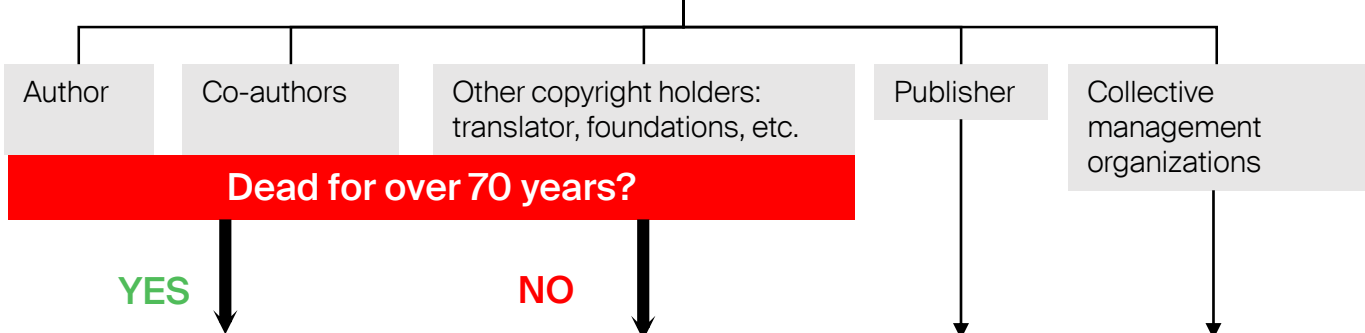 Author
Co-authors
Other copyright holders:
translator, foundations, etc.
Publisher
Collective
management
organizations
Dead for over 70 years?
YES
NO